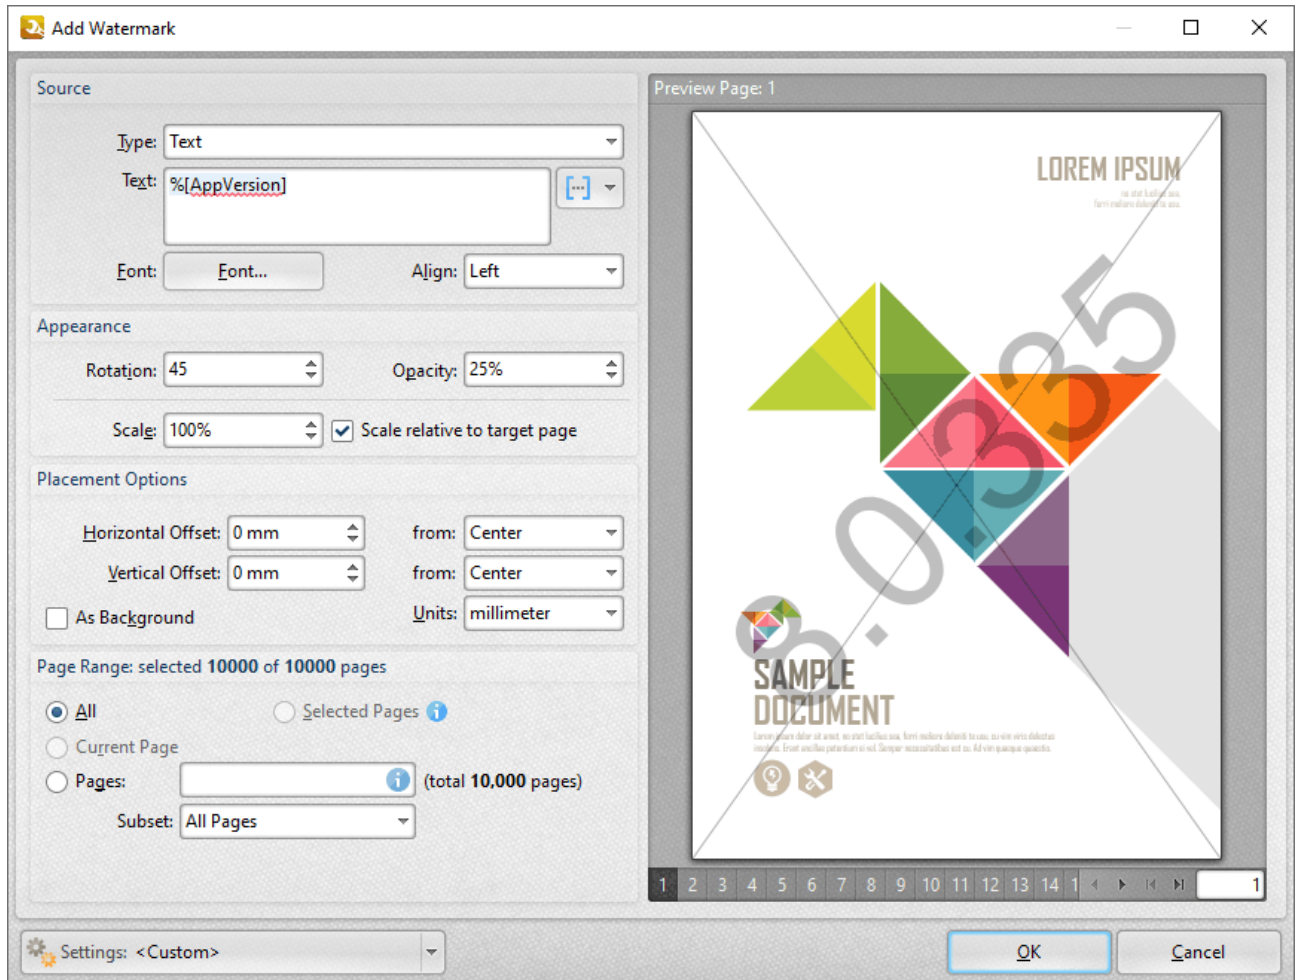 Add Watermark
Source
Type: Text
Text: %[AppVersion]
Font: Font...
Align: Left
Appearance
Rotation: 45
Opacity: 25%
Scale: 100%
Scale relative to target page
Placement Options
Horizontal Offset: 0 mm
from: Center
Vertical Offset: 0 mm
from: Center
As Background
Units: millimeter
Page Range: selected 10000 of 10000 pages
All
Selected Pages
Current Page
Pages:
(total 10,000 pages)
Subset: All Pages
Preview Page: 1
LOREM IPSUM
8.0.335
SAMPLE
DOCUMENT
1 2 3 4 5 6 7 8 9 10 11 12 13 14 1
1
Settings: <Custom>
OK
Cancel